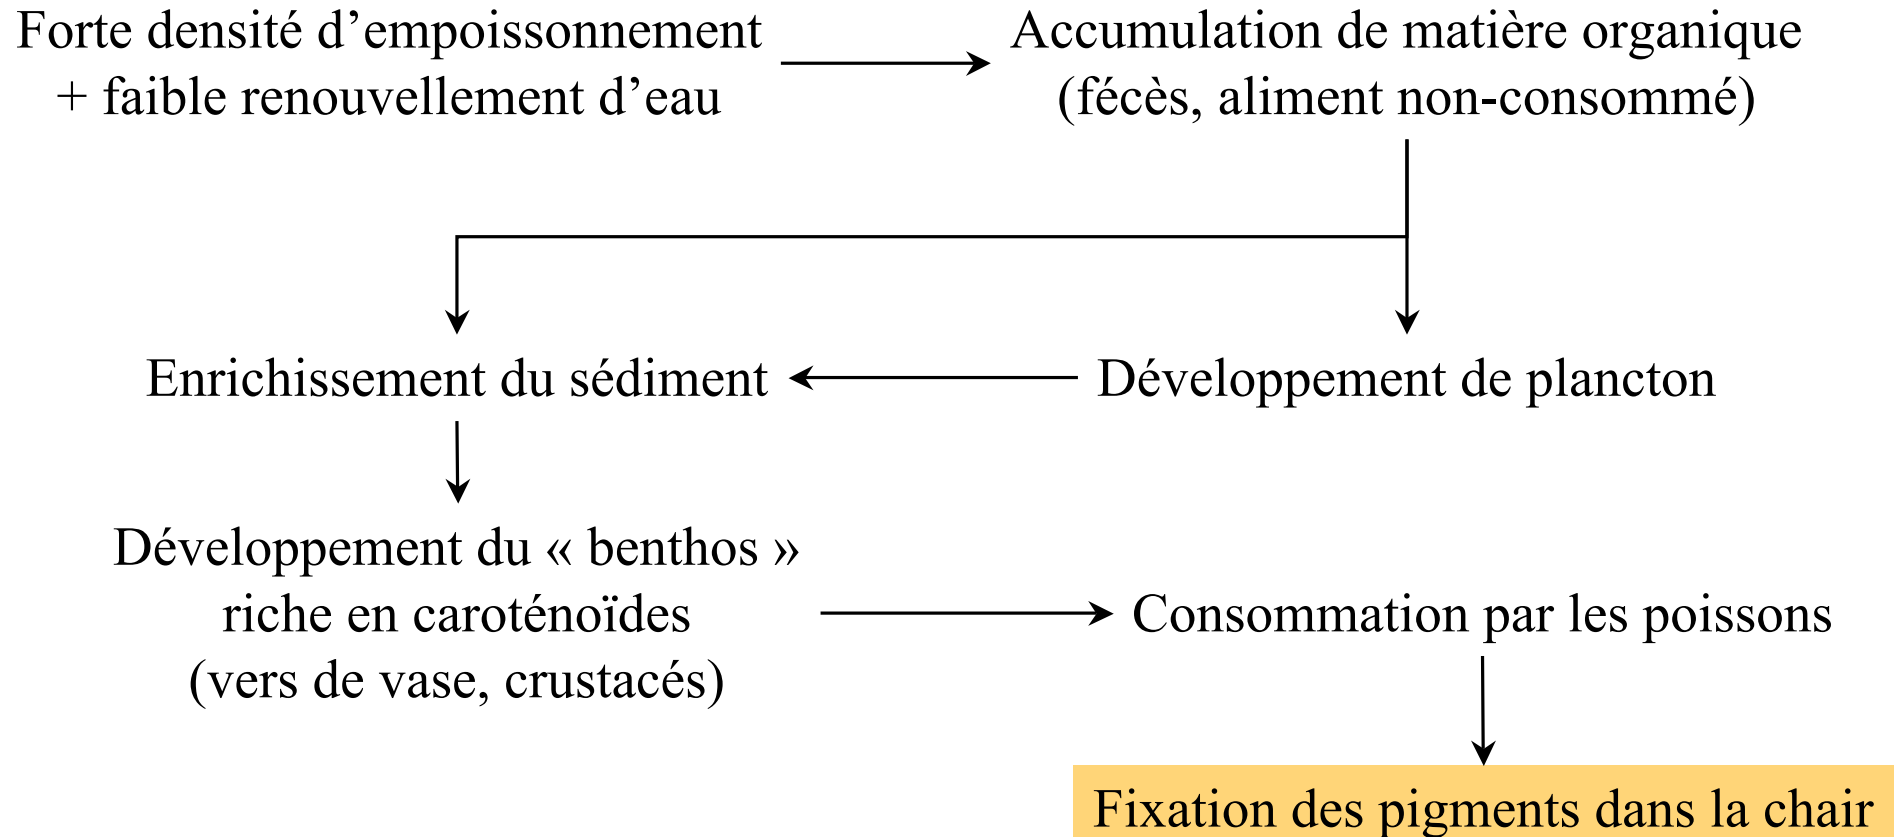 Forte densité d’empoissonnement
+ faible renouvellement d’eau
Accumulation de matière organique
(fécès, aliment non-consommé)
Enrichissement du sédiment
Développement de plancton
Développement du « benthos »
riche en caroténoïdes
(vers de vase, crustacés)
Consommation par les poissons
Fixation des pigments dans la chair